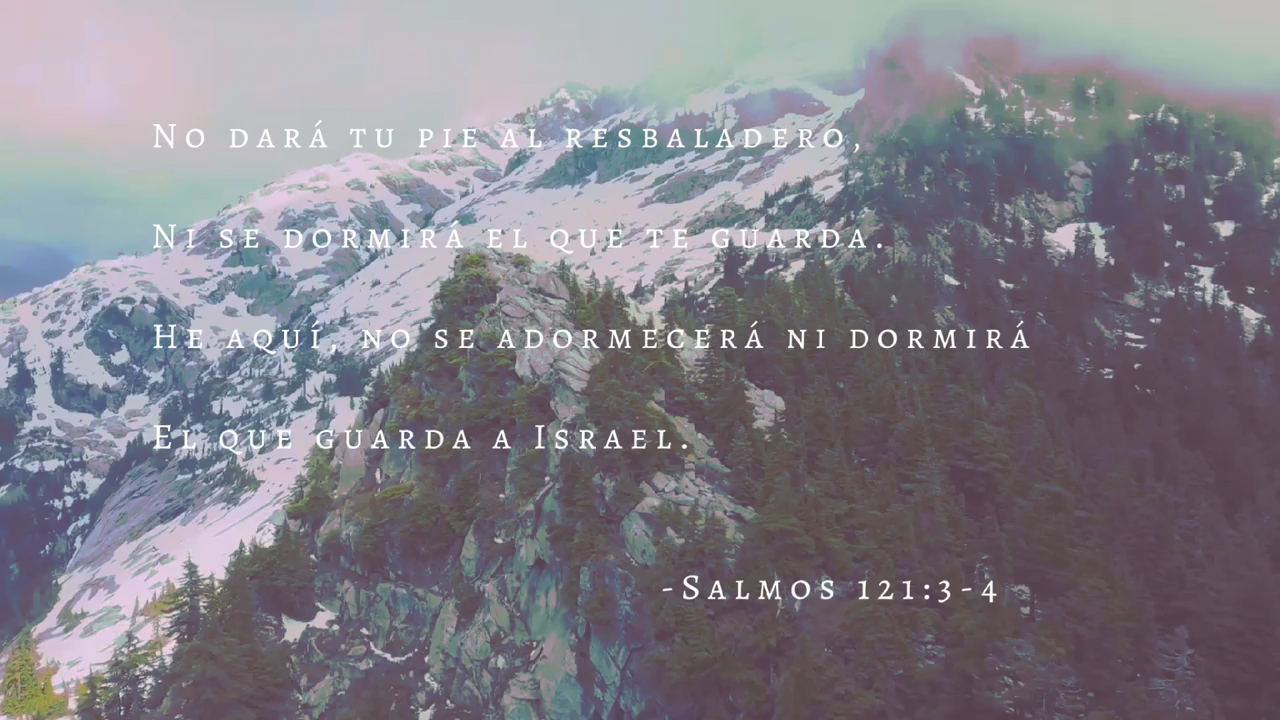 No dará tu pie al resbaladero,
Ni se dormirá el que te guarda.
He aquí, no se adormecerá ni dormirá
El que guarda a Israel.
-Salmos 121:3-4